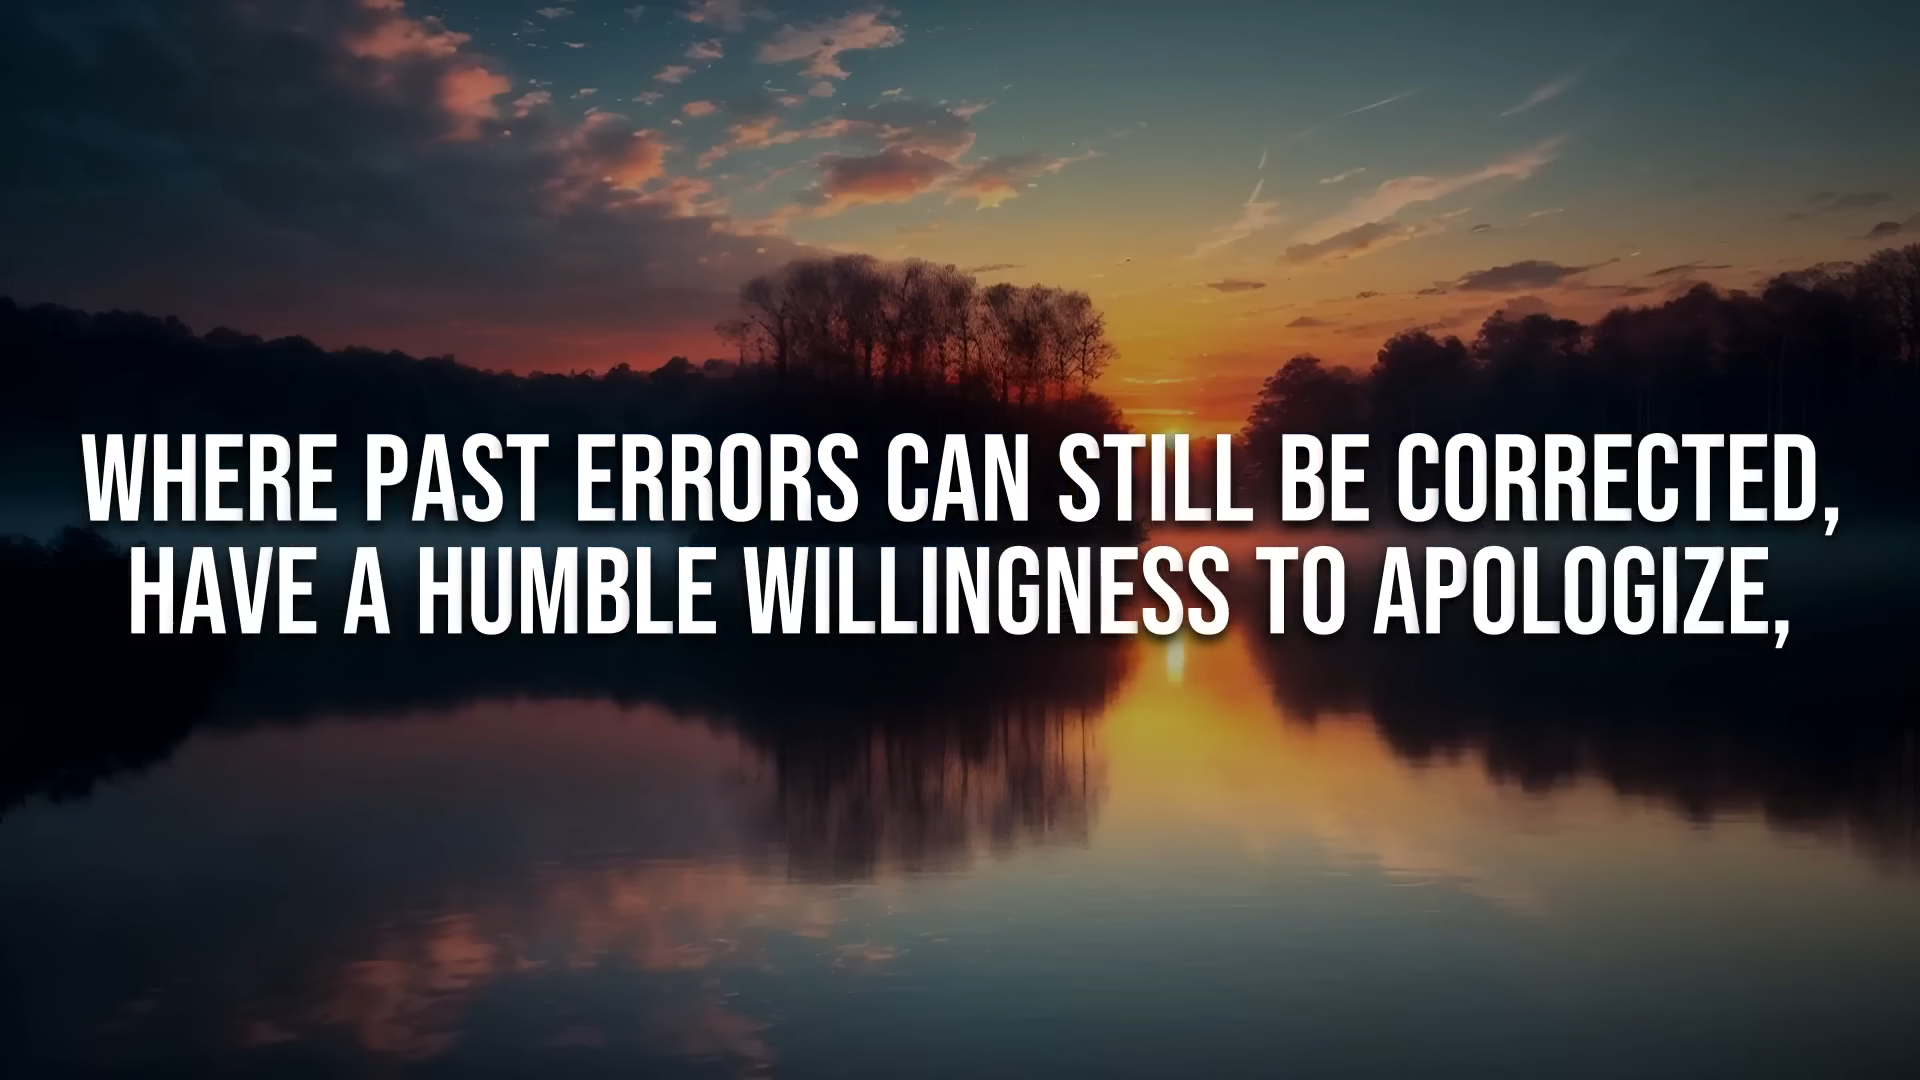 WHERE PAST ERRORS CAN STILL BE CORRECTED,
HAVE A HUMBLE WILLINGNESS TO APOLOGIZE,